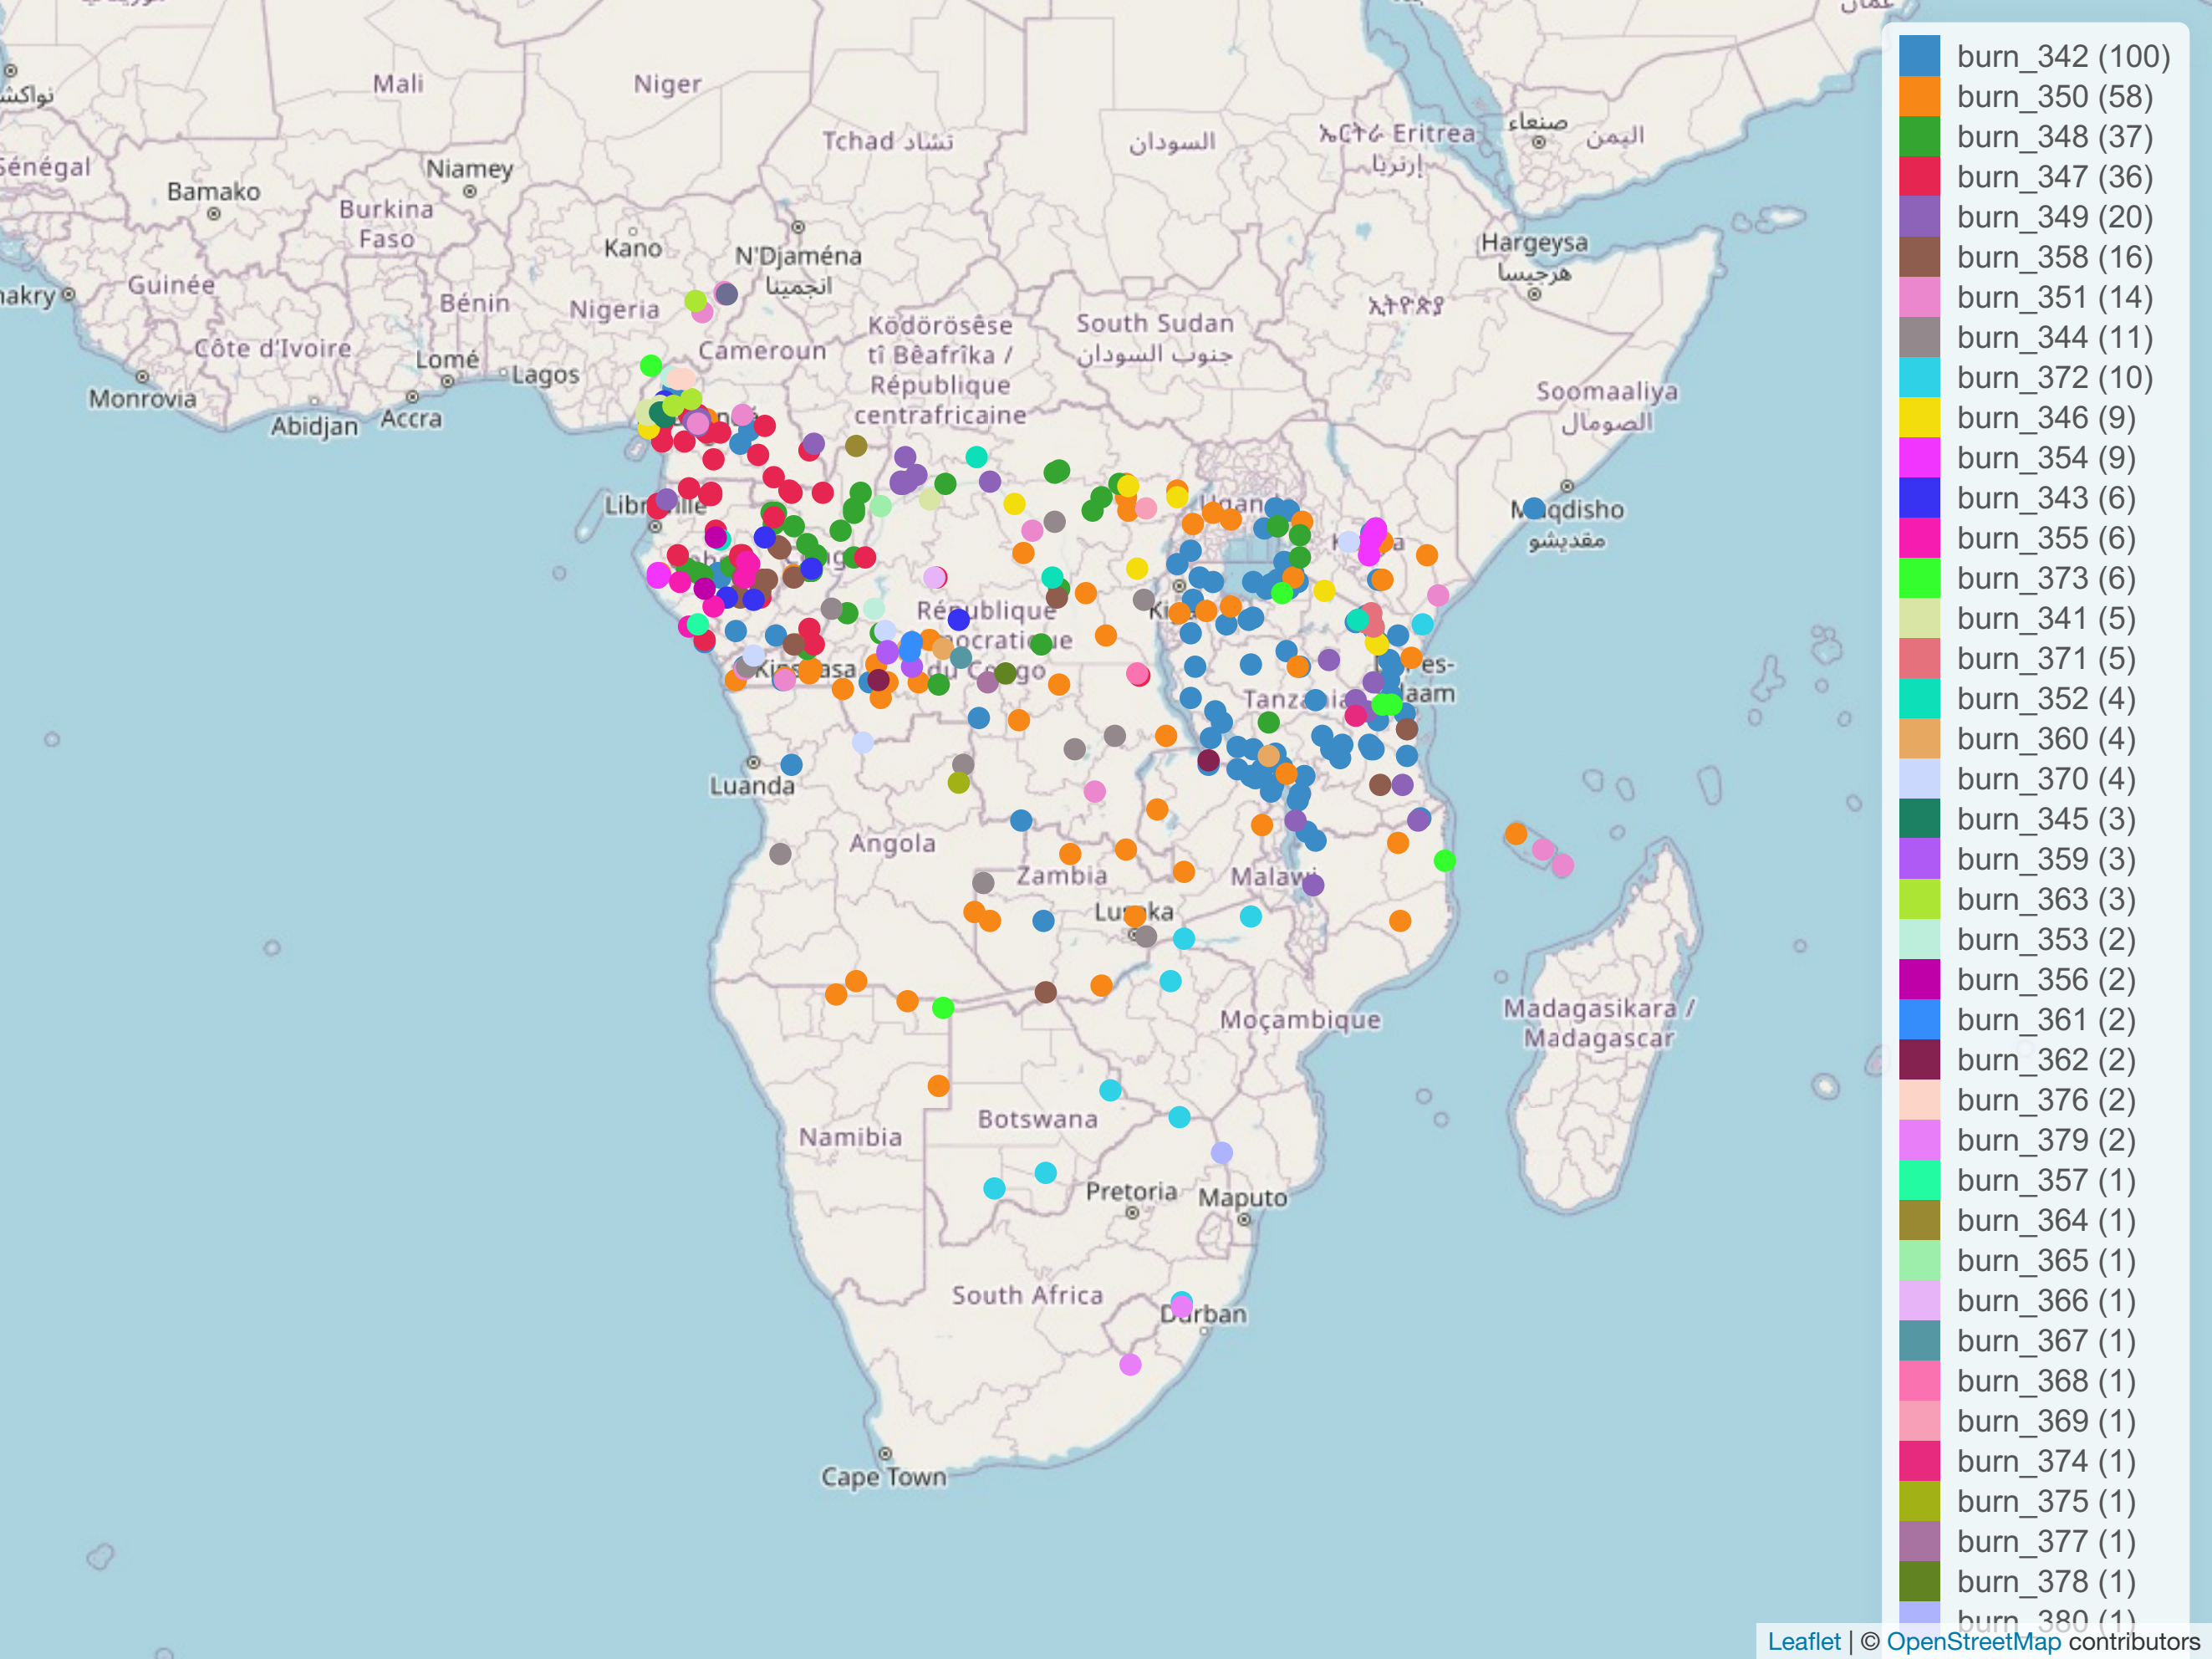 Mali
Niger
Tchad تشاد
السودان
ኤርትራ Eritrea
إرتريا
صنعاء
اليمن
عمان
Sénégal
Bamako
Niamey
Burkina
Faso
Kano
N'Djaména
انجمينا
Hargeysa
هرجيسا
Guinée
Bénin
Nigeria
Côte d'Ivoire
Lomé
Lagos
Cameroun
Ködörösêse
tî Bêafrîka /
République
centrafricaine
South Sudan
جنوب السودان
ኢትዮጵያ
Monrovia
Abidjan
Accra
Soomaaliya
الصومال
Muqdisho
مقديشو
République
du Congo
Kinshasa
Tanzania
Luanda
Angola
Zambia
Malawi
Lusaka
Moçambique
Madagasikara /
Madagascar
Namibia
Botswana
Pretoria
Maputo
South Africa
Durban
Cape Town
burn_342 (100)
burn_350 (58)
burn_348 (37)
burn_347 (36)
burn_349 (20)
burn_358 (16)
burn_351 (14)
burn_344 (11)
burn_372 (10)
burn_346 (9)
burn_354 (9)
burn_343 (6)
burn_355 (6)
burn_373 (6)
burn_341 (5)
burn_371 (5)
burn_352 (4)
burn_360 (4)
burn_370 (4)
burn_345 (3)
burn_359 (3)
burn_363 (3)
burn_353 (2)
burn_356 (2)
burn_361 (2)
burn_362 (2)
burn_376 (2)
burn_379 (2)
burn_357 (1)
burn_364 (1)
burn_365 (1)
burn_366 (1)
burn_367 (1)
burn_368 (1)
burn_369 (1)
burn_374 (1)
burn_375 (1)
burn_377 (1)
burn_378 (1)
burn_380 (1)
Leaflet | © OpenStreetMap contributors